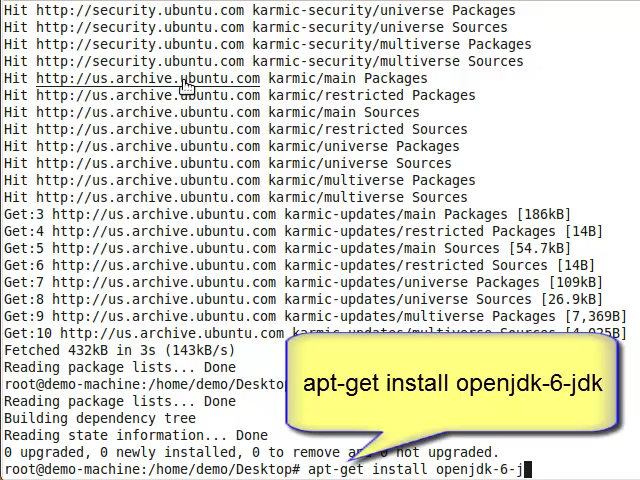 Hit http://security.ubuntu.com karmic-security/universe Packages
Hit http://security.ubuntu.com karmic-security/universe Sources
Hit http://security.ubuntu.com karmic-security/multiverse Packages
Hit http://security.ubuntu.com karmic-security/multiverse Sources
Hit http://us.archive.ubuntu.com karmic/main Packages
Hit http://us.archive.ubuntu.com karmic/restricted Packages
Hit http://us.archive.ubuntu.com karmic/main Sources
Hit http://us.archive.ubuntu.com karmic/restricted Sources
Hit http://us.archive.ubuntu.com karmic/universe Packages
Hit http://us.archive.ubuntu.com karmic/universe Sources
Hit http://us.archive.ubuntu.com karmic/multiverse Packages
Hit http://us.archive.ubuntu.com karmic/multiverse Sources
Get:3 http://us.archive.ubuntu.com karmic-updates/main Packages [186kB]
Get:4 http://us.archive.ubuntu.com karmic-updates/restricted Packages [14B]
Get:5 http://us.archive.ubuntu.com karmic-updates/main Sources [54.7kB]
Get:6 http://us.archive.ubuntu.com karmic-updates/restricted Sources [14B]
Get:7 http://us.archive.ubuntu.com karmic-updates/universe Packages [109kB]
Get:8 http://us.archive.ubuntu.com karmic-updates/universe Sources [26.9kB]
Get:9 http://us.archive.ubuntu.com karmic-updates/multiverse Packages [7,369B]
Get:10 http://us.archive.ubuntu.com karmic-updates/multiverse Sources [4,025B]
Fetched 432kB in 3s (143kB/s)
Reading package lists... Done
root@demo-machine:/home/demo/Desktop
Reading package lists... Done
Building dependency tree
Reading state information... Done
0 upgraded, 0 newly installed, 0 to remove and 0 not upgraded.
root@demo-machine:/home/demo/Desktop# apt-get install openjdk-6-j
apt-get install openjdk-6-jdk